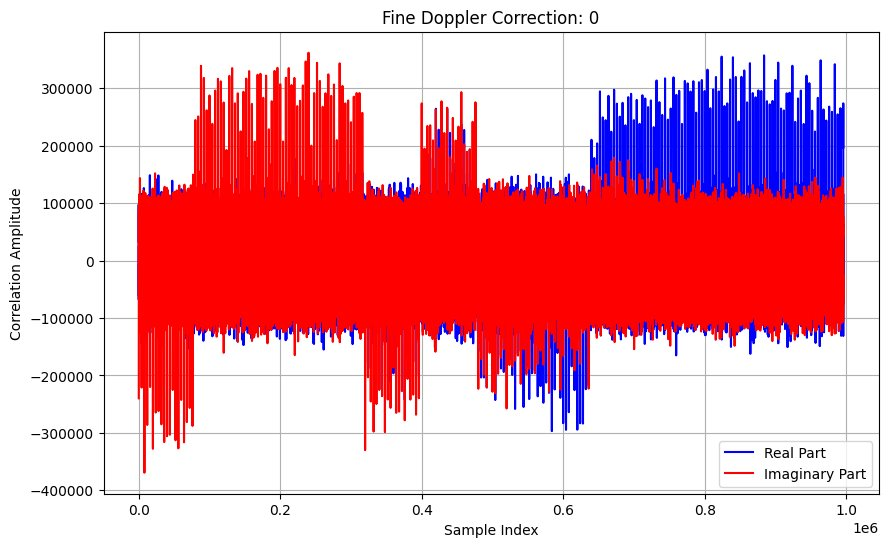 Fine Doppler Correction: 0
Correlation Amplitude
300000
200000
100000
0
−100000
−200000
−300000
−400000
Real Part
Imaginary Part
0.0 0.2 0.4 0.6 0.8 1.0
1e6
Sample Index